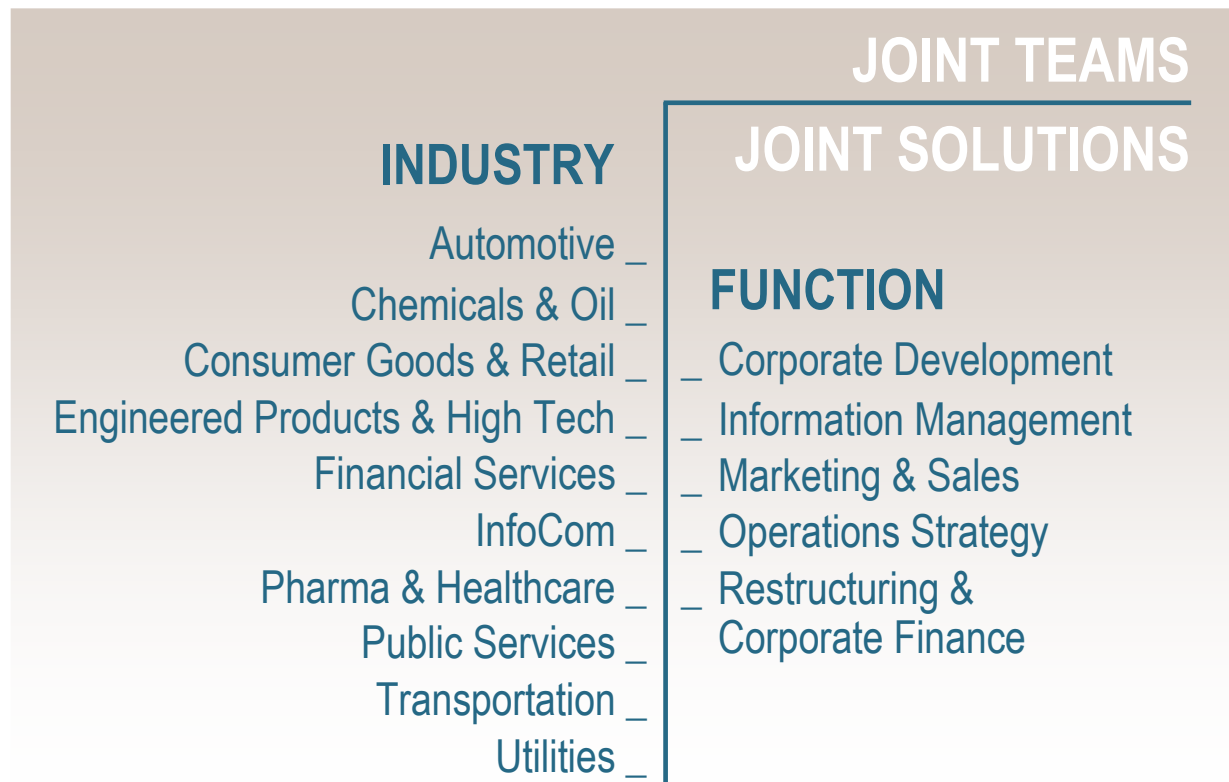 JOINT TEAMS
JOINT SOLUTIONS
INDUSTRY
Automotive _
Chemicals & Oil _
Consumer Goods & Retail _
Engineered Products & High Tech _
Financial Services _
InfoCom _
Pharma & Healthcare _
Public Services _
Transportation _
Utilities _
FUNCTION
_ Corporate Development
_ Information Management
_ Marketing & Sales
_ Operations Strategy
_ Restructuring &
Corporate Finance